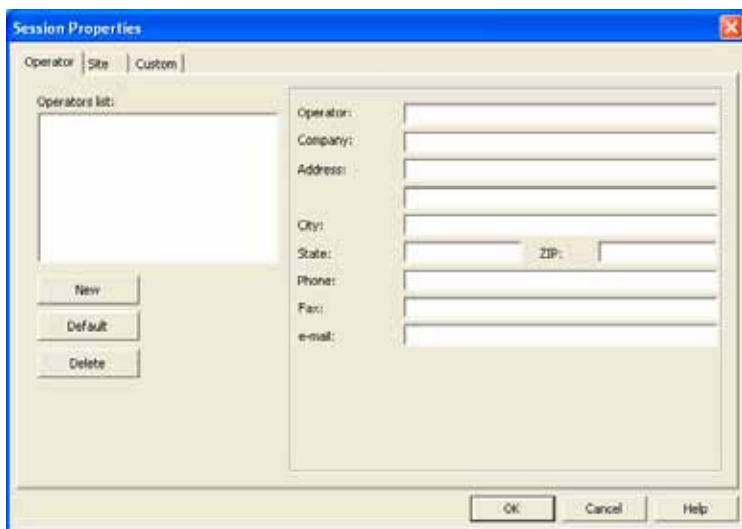 Session Properties
Operator Site Custom
Operators list:
New
Default
Delete
Operator:
Company:
Address:
City:
State: ZIP:
Phone:
Fax:
e-mail:
OK Cancel Help